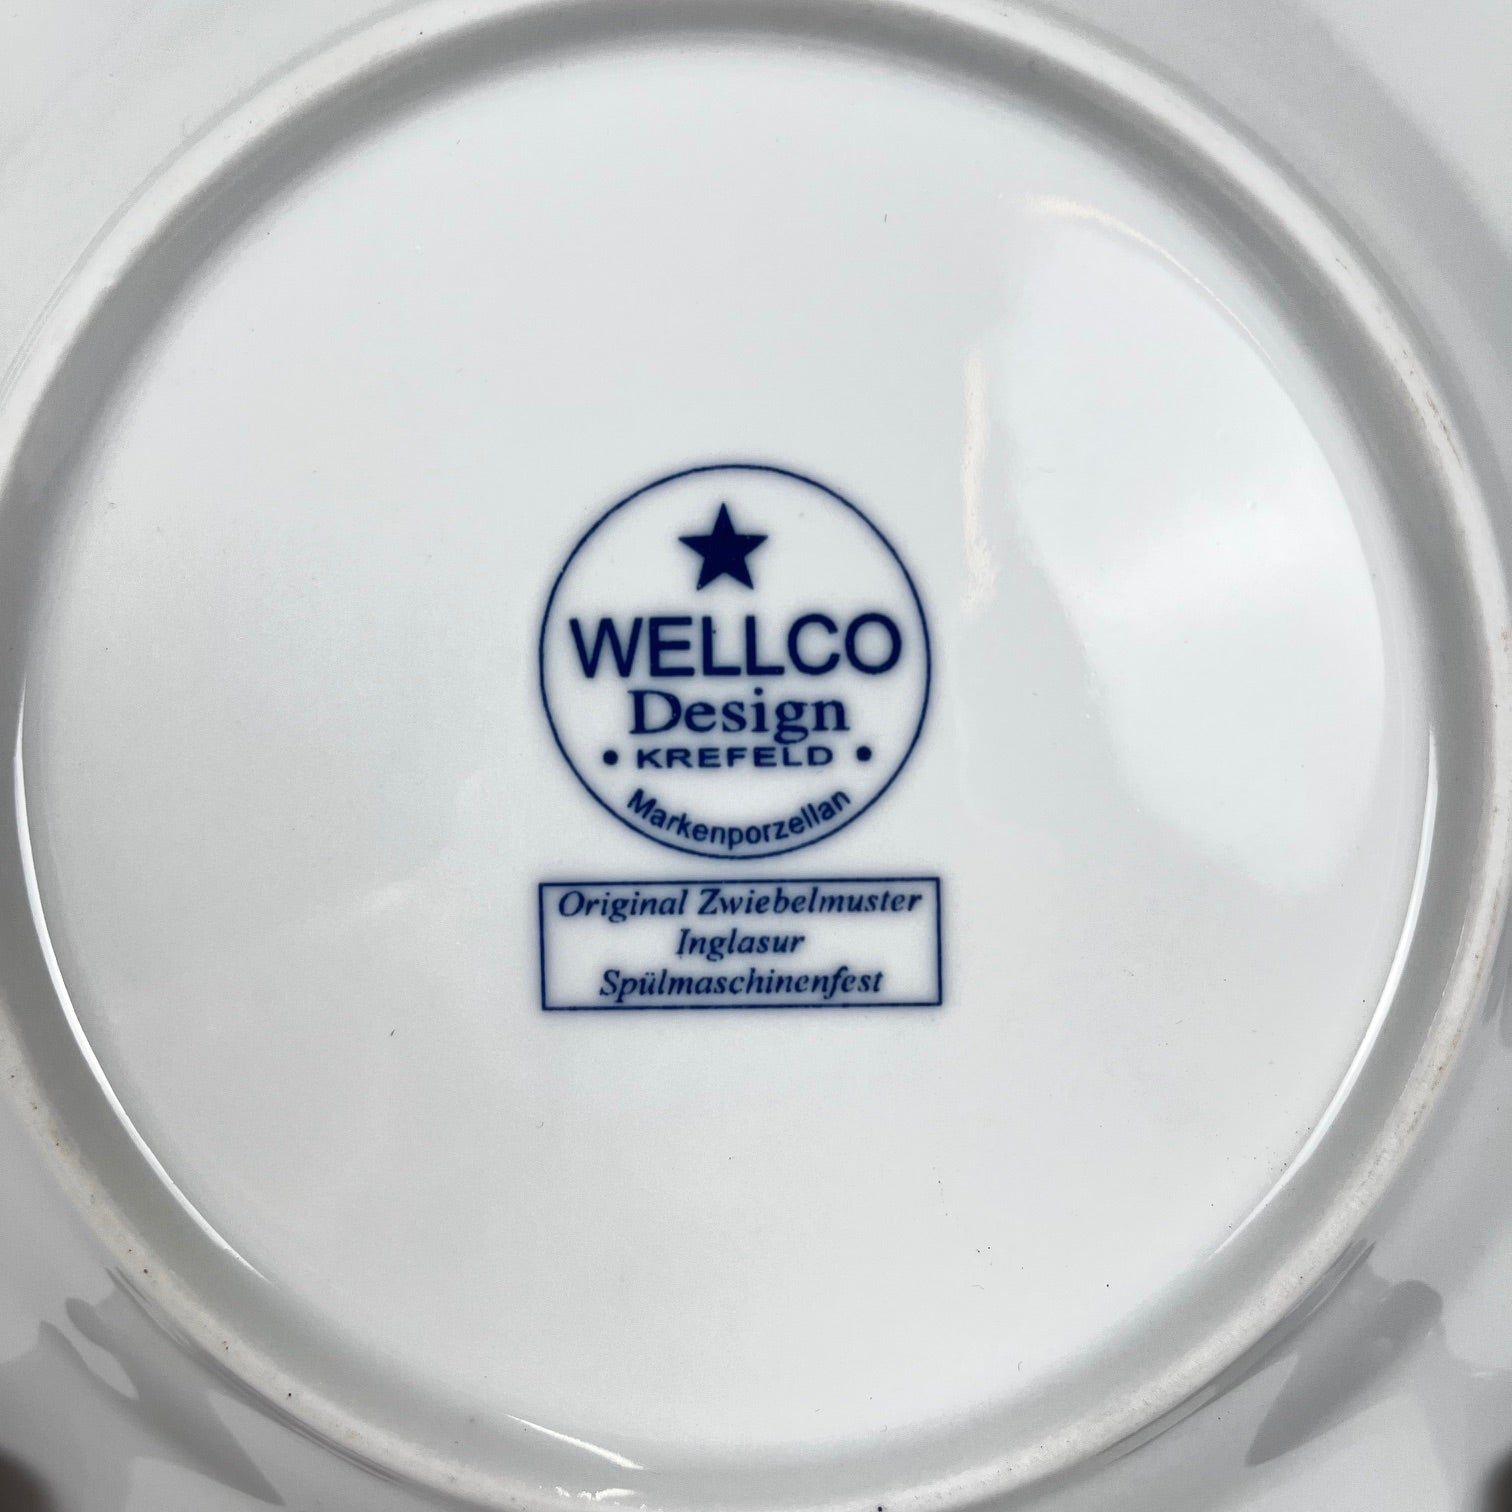 WELLCO
Design
• KREFELD •
Markenporzellan
Original Zwiebelmuster
Inglasur
Spülmaschinenfest